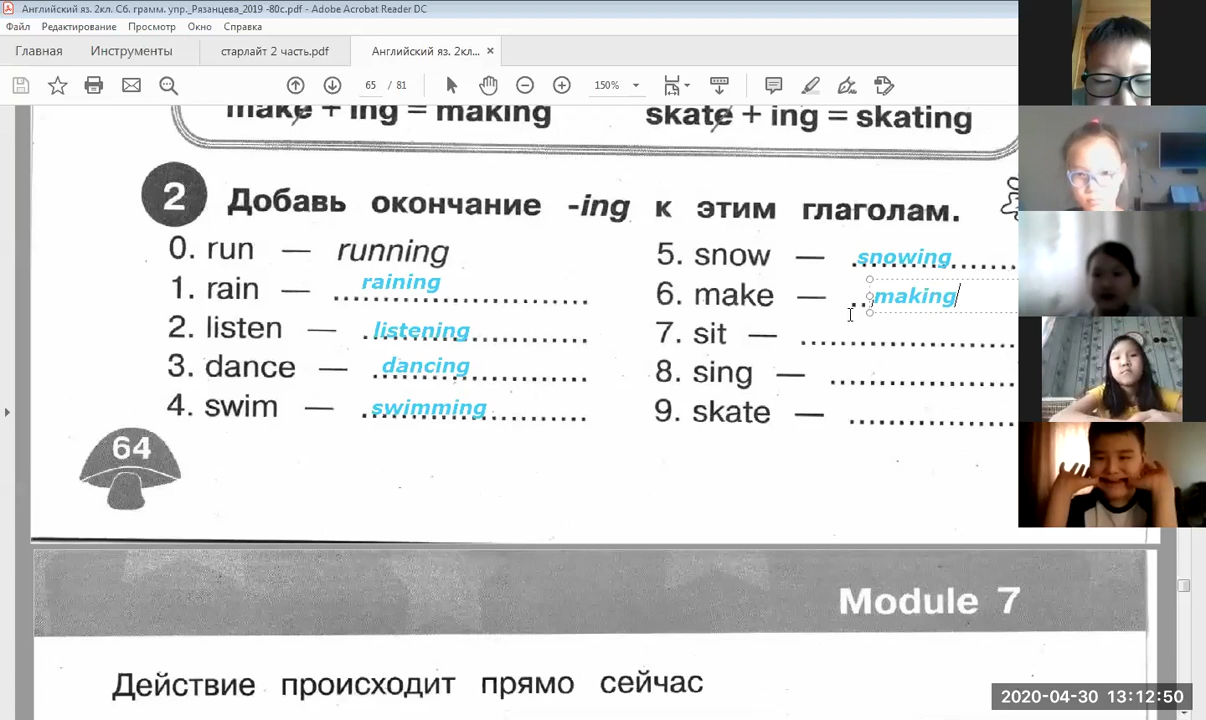 Английский яз. 2кл. Сб. грамм. упр._Рязанцева_2019 -80с.pdf - Adobe Acrobat Reader DC
Файл Редактирование Просмотр Окно Справка
Главная Инструменты старлайт 2 часть.pdf Английский яз. 2кл... ×
65 / 81 150%
make + ing = making skate + ing = skating
2 Добавь окончание -ing к этим глаголам.
0. run — running
1. rain — raining
2. listen — listening
3. dance — dancing
4. swim — swimming
5. snow — snowing
6. make — making
7. sit —
8. sing —
9. skate —
64
Module 7
Действие происходит прямо сейчас
2020-04-30 13:12:50